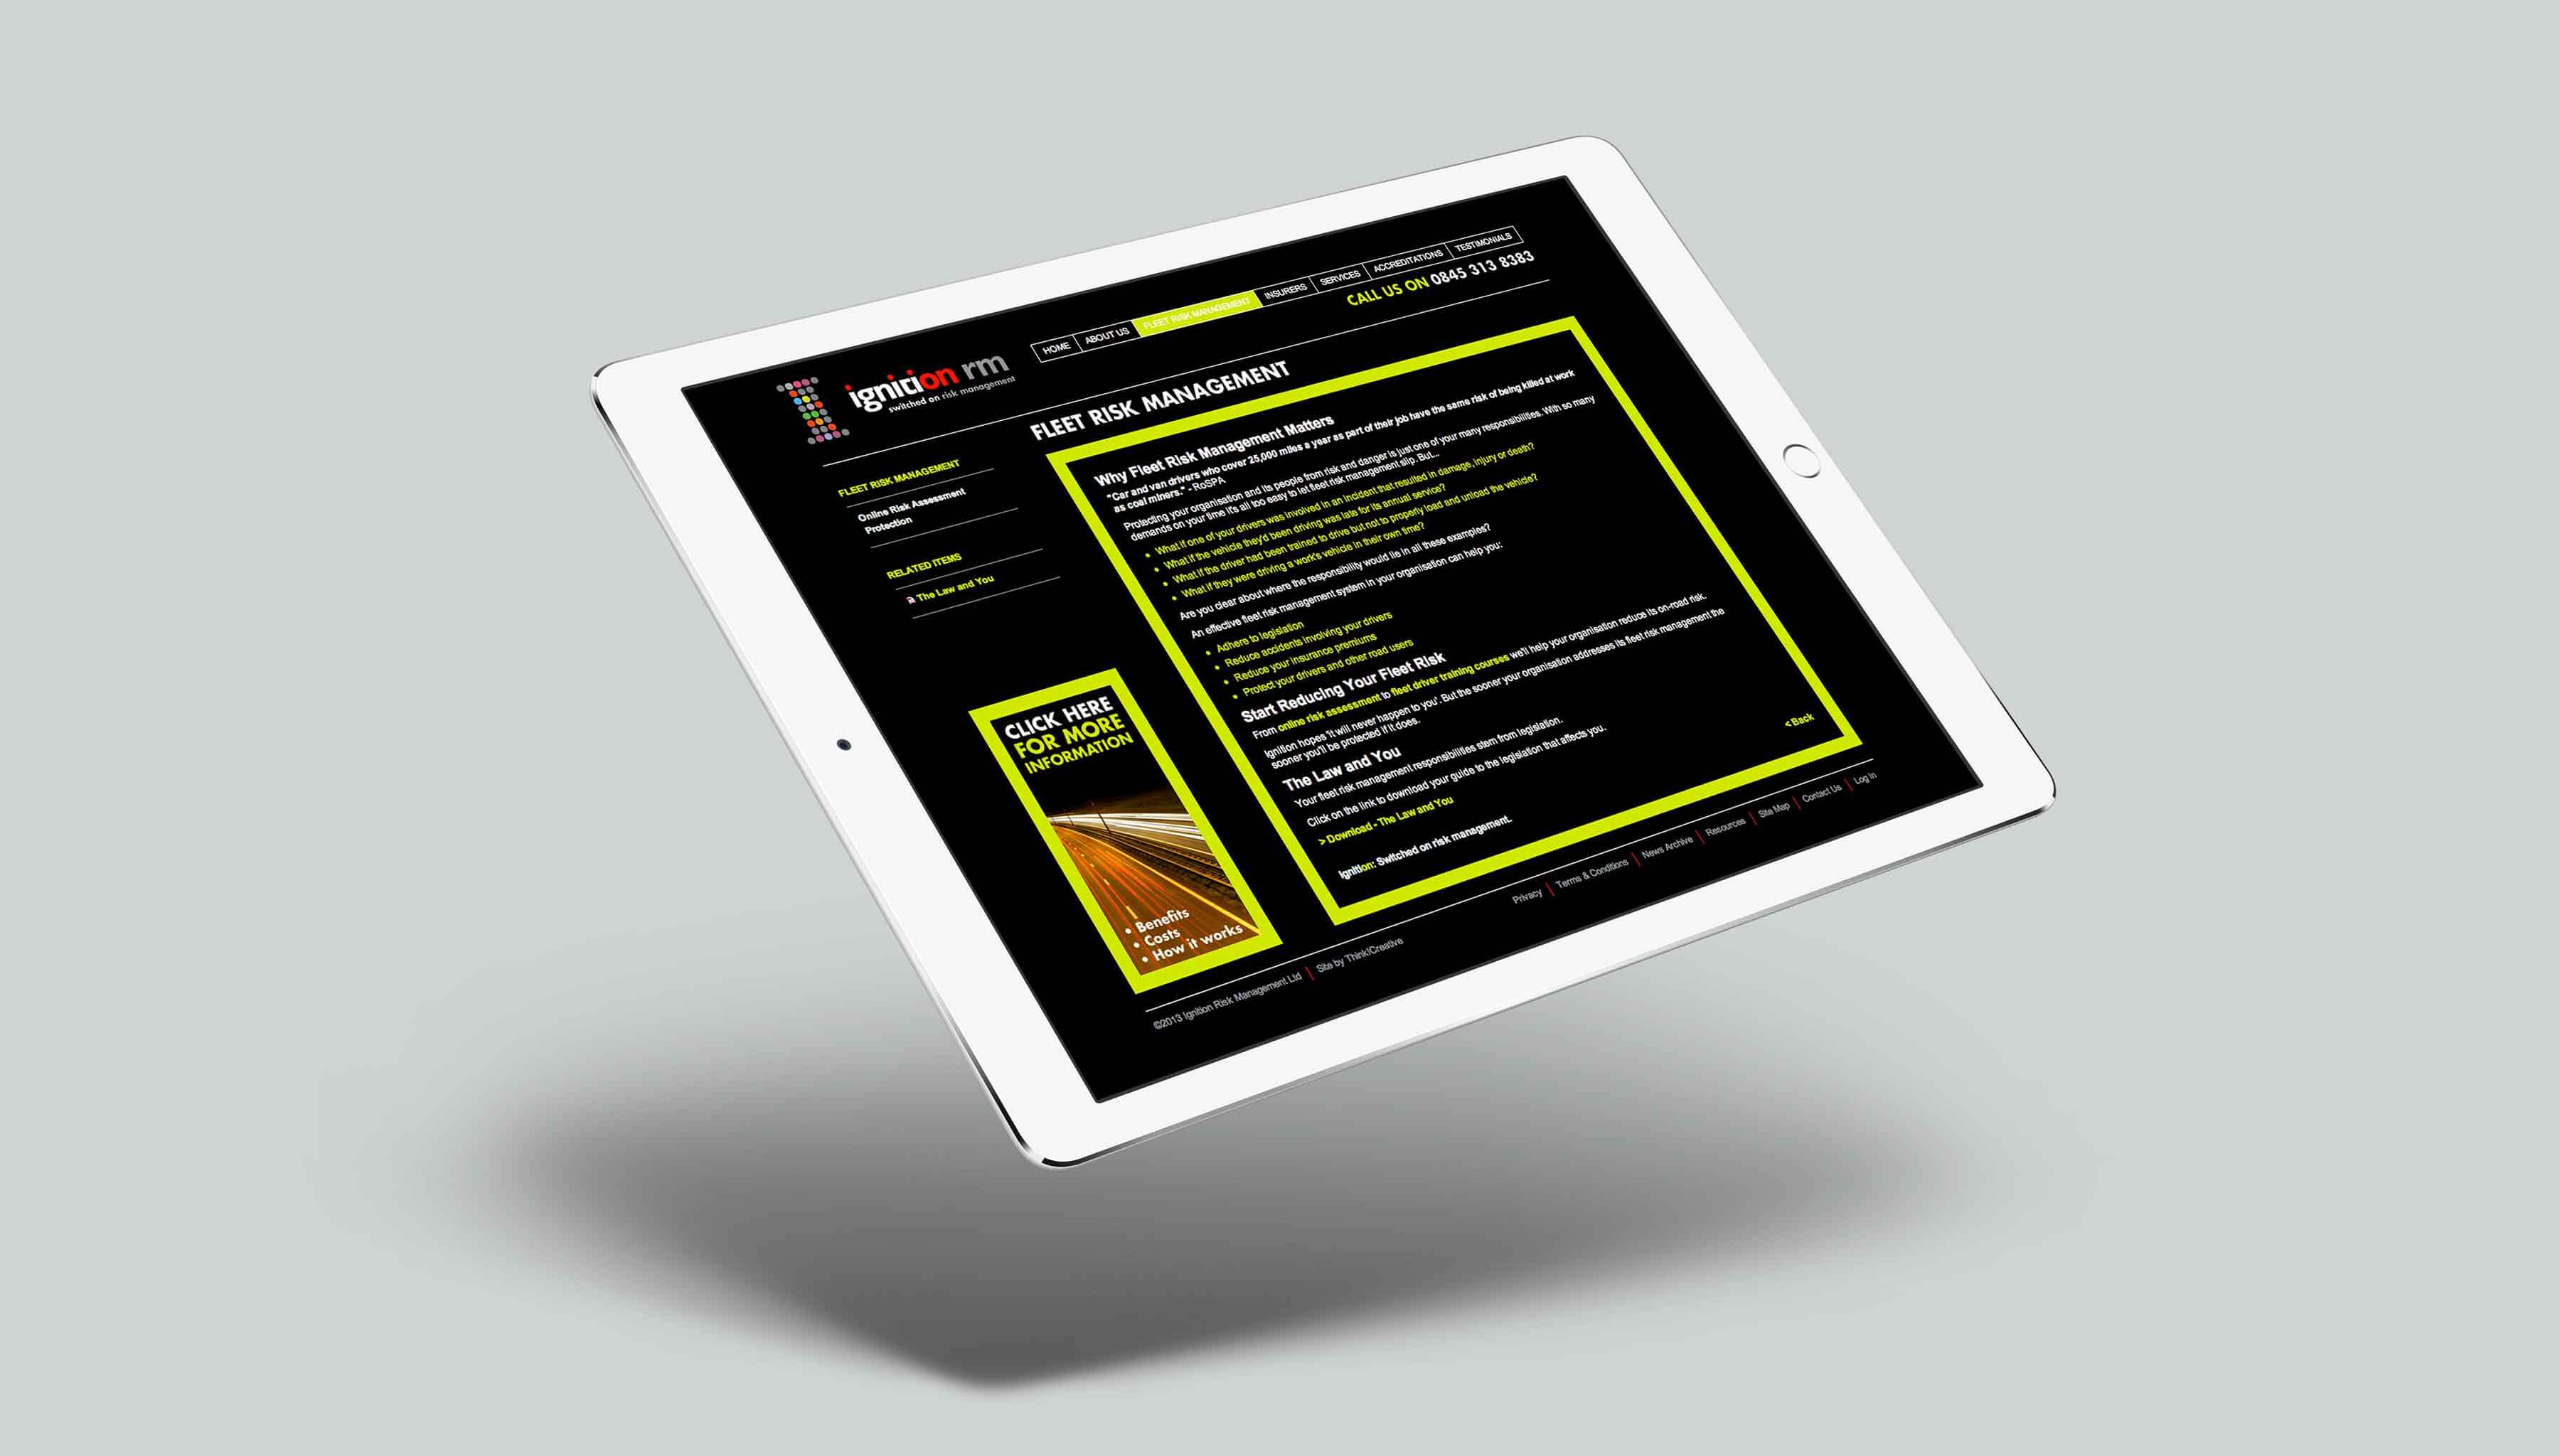 ignition rm
switched on risk management
HOME
ABOUT US
FLEET RISK MANAGEMENT
INSURERS
SERVICES
ACCREDITATIONS
TESTIMONIALS
CALL US ON 0845 313 8383
FLEET RISK MANAGEMENT
Online Risk Assessment
Protection
RELATED ITEMS
The Law and You
CLICK HERE
FOR MORE
INFORMATION
• Benefits
• Costs
• How it works
FLEET RISK MANAGEMENT
Why Fleet Risk Management Matters
"Car and van drivers who cover 25,000 miles a year as part of their job have the same risk of being killed at work
as coal miners." - RoSPA
Protecting your organisation and its people from risk and danger is just one of your many responsibilities. With so many
demands on your time it's all too easy to let fleet risk management slip. But...
• What if one of your drivers was involved in an incident that resulted in damage, injury or death?
• What if the vehicle they'd been driving was late for its annual service?
• What if the driver had been trained to drive but not to properly load and unload the vehicle?
• What if they were driving a work's vehicle in their own time?
Are you clear about where the responsibility would lie in all these examples?
An effective fleet risk management system in your organisation can help you:
• Adhere to legislation
• Reduce accidents involving your drivers
• Reduce your insurance premiums
• Protect your drivers and other road users
Start Reducing Your Fleet Risk
From online risk assessment to fleet driver training courses we'll help your organisation reduce its on-road risk.
Ignition hopes 'it will never happen to you'. But the sooner your organisation addresses its fleet risk management the
sooner you'll be protected if it does.
The Law and You
Your fleet risk management responsibilities stem from legislation.
Click on the link to download your guide to the legislation that affects you.
> Download - The Law and You
Ignition: Switched on risk management.
< Back
©2013 Ignition Risk Management Ltd | Site by Think!Creative
Privacy | Terms & Conditions | News Archive | Resources | Site Map | Contact Us | Log In